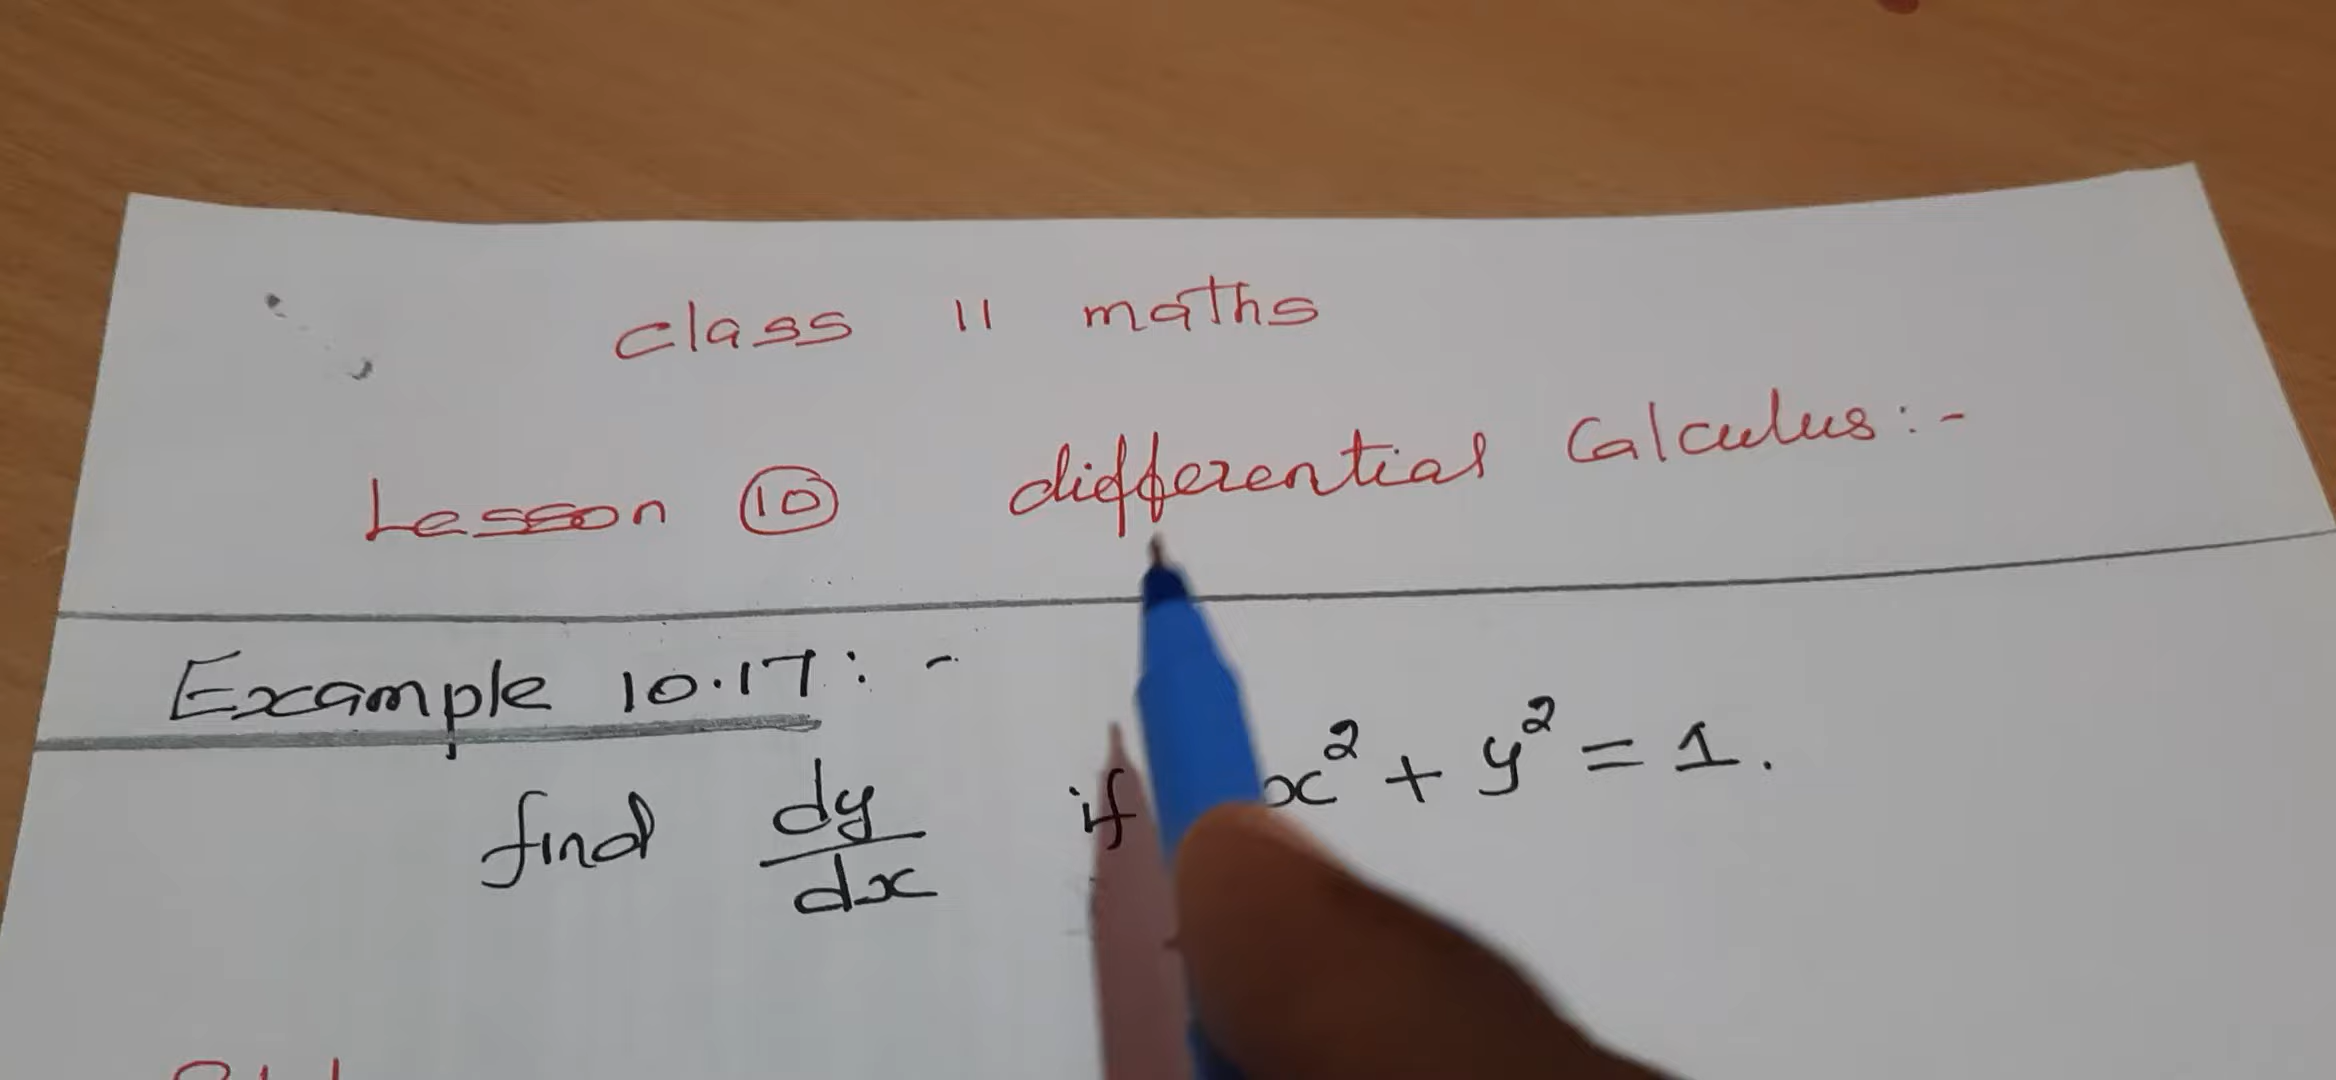 class 11 maths
Lesson 10 differential Calculus: -
Example 10.17: -
find dy/dx if x² + y² = 1.